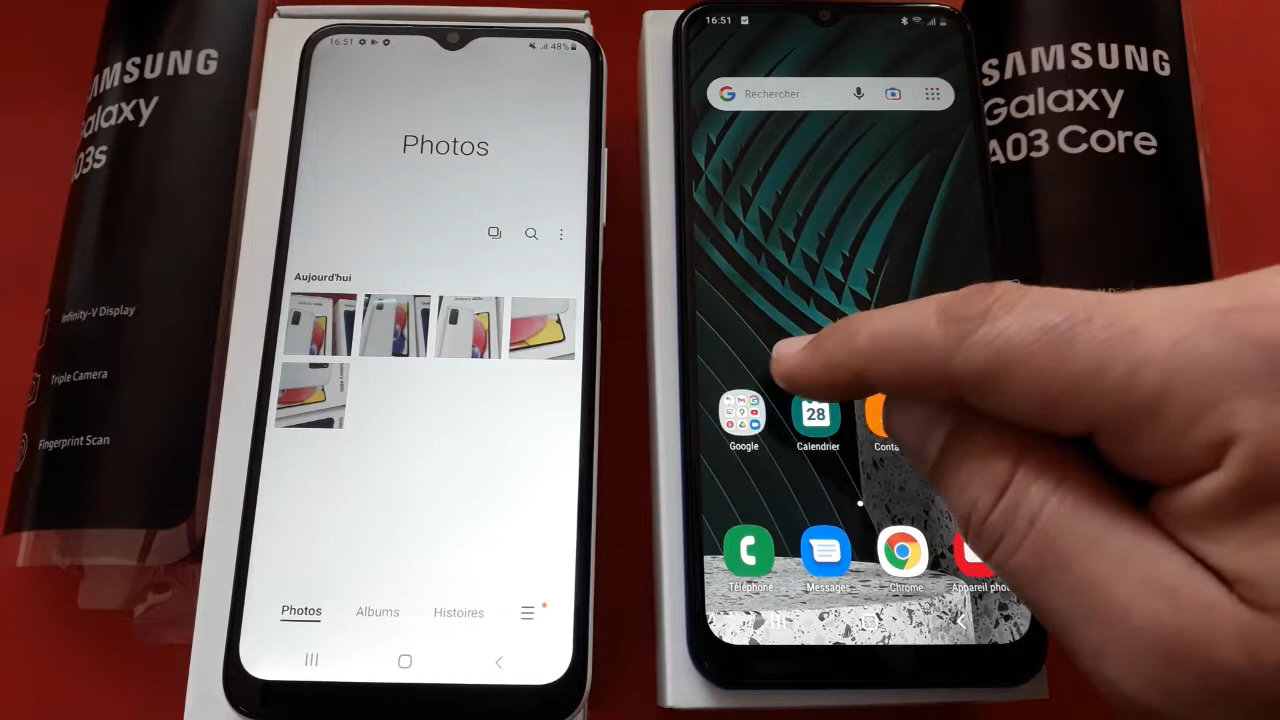 SAMSUNG
Galaxy
A03s
Infinity-V Display
Triple Camera
Fingerprint Scan
16:51
48%
Photos
Aujourd'hui
Photos
Albums
Histoires
16:51
Rechercher...
28
Google
Calendrier
Conta
Téléphone
Messages
Chrome
Appareil photo
SAMSUNG
Galaxy
A03 Core